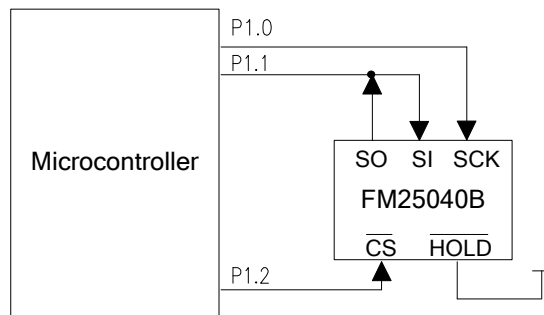 P1.0
P1.1
Microcontroller
SO SI SCK
FM25040B
CS HOLD
P1.2